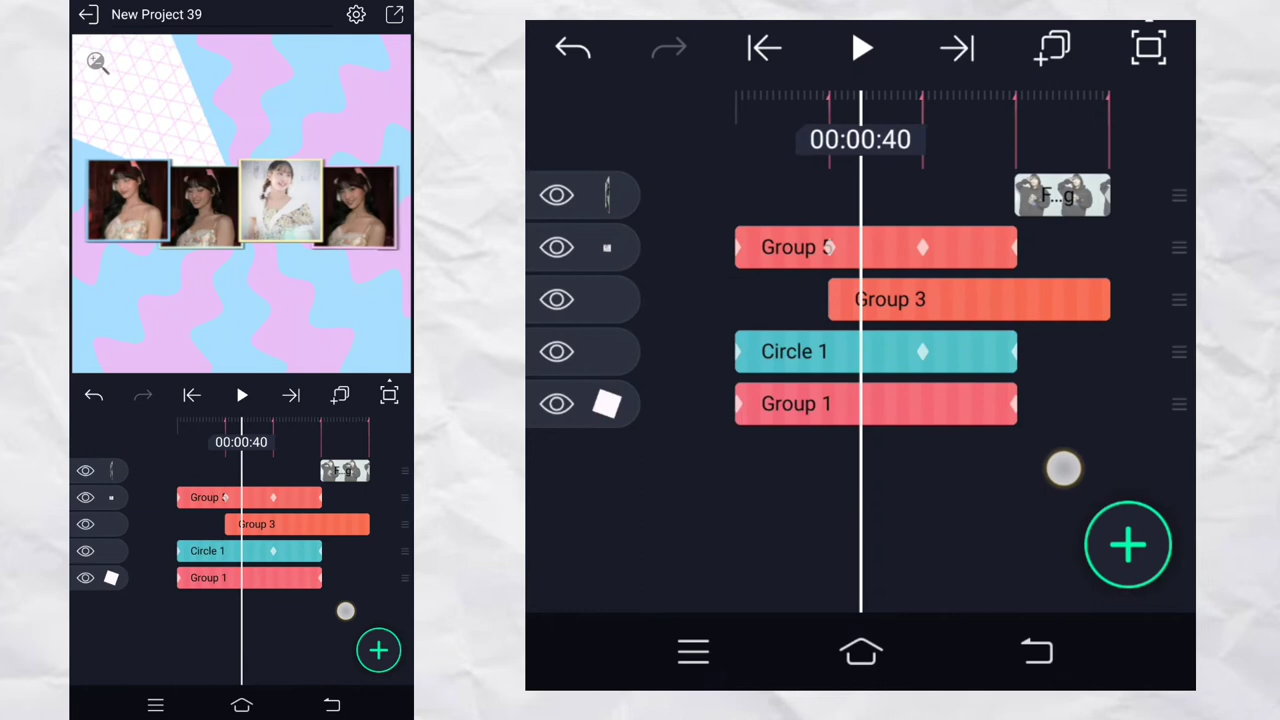 New Project 39
00:00:40
F...g
Group 5
Group 3
Circle 1
Group 1
00:00:40
F...g
Group 5
Group 3
Circle 1
Group 1